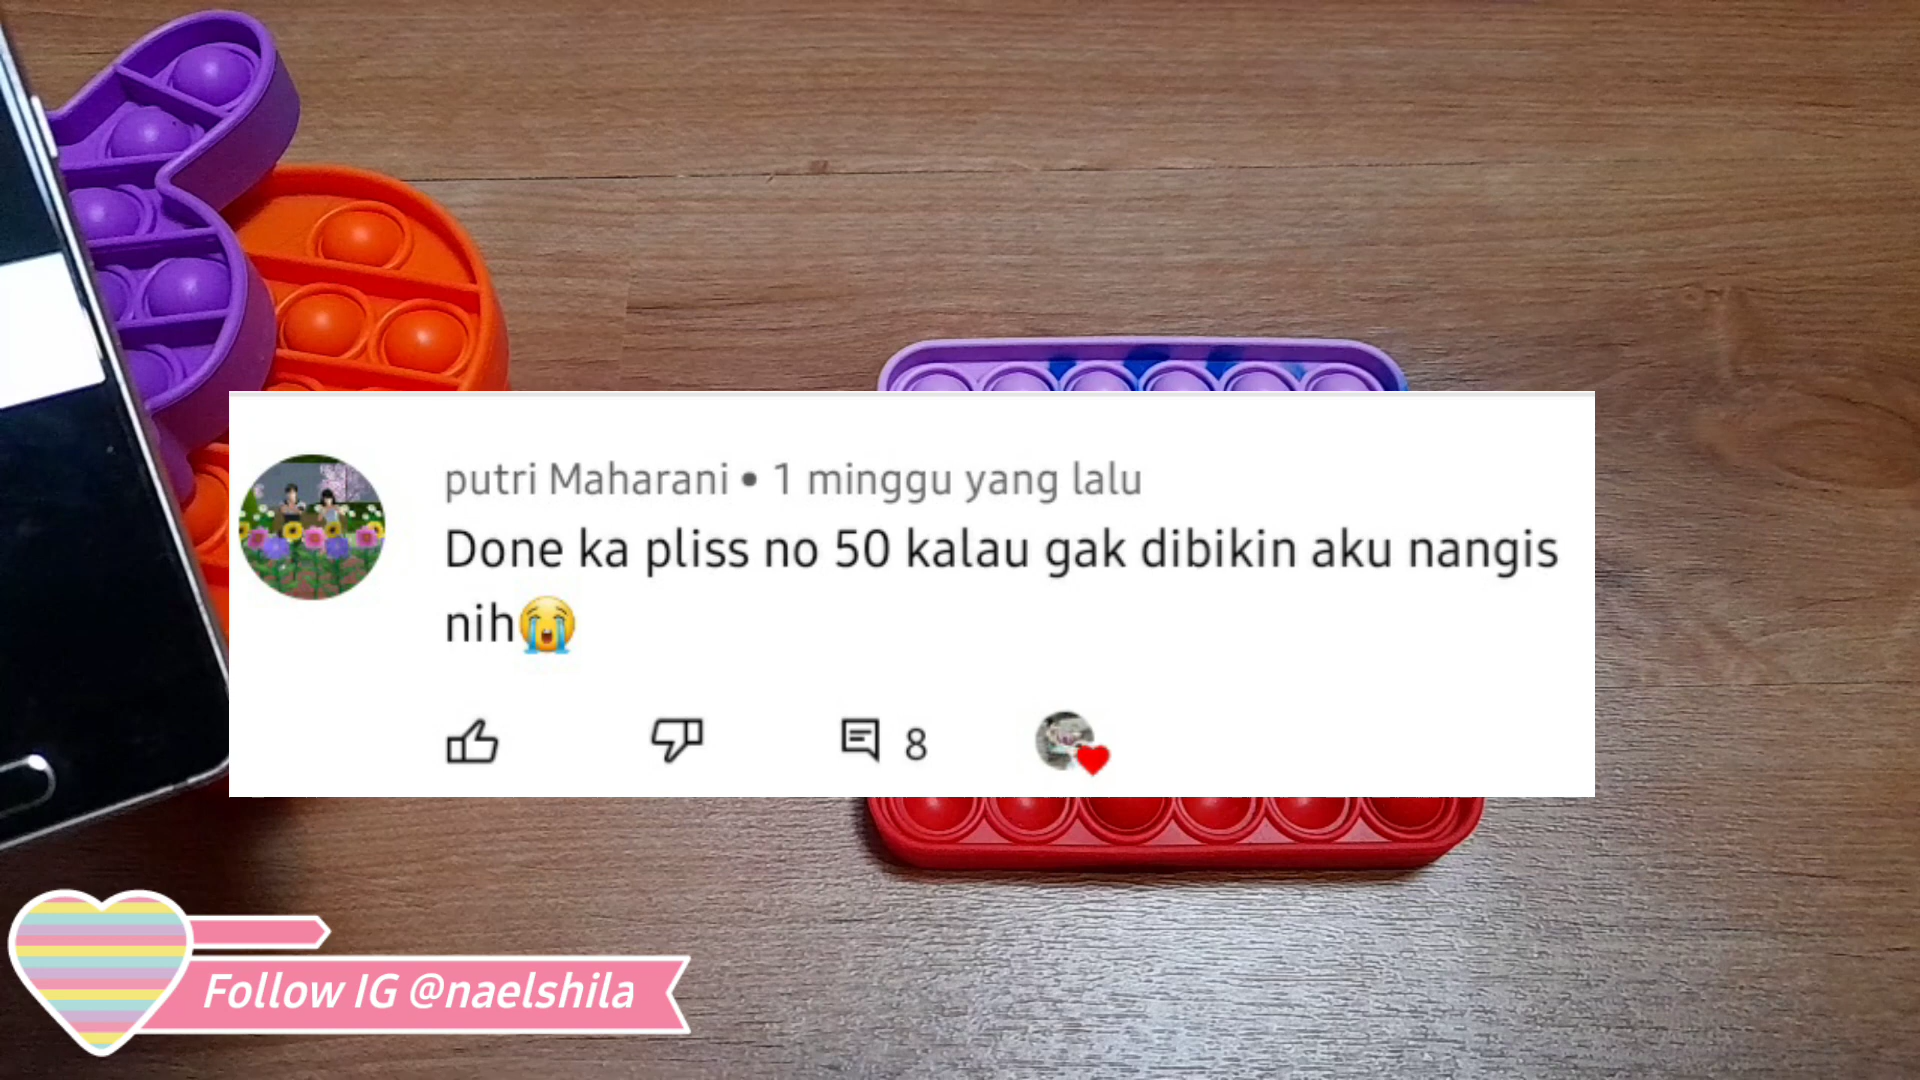 putri Maharani • 1 minggu yang lalu
Done ka pliss no 50 kalau gak dibikin aku nangis
nih😭
8
Follow IG @naelshila